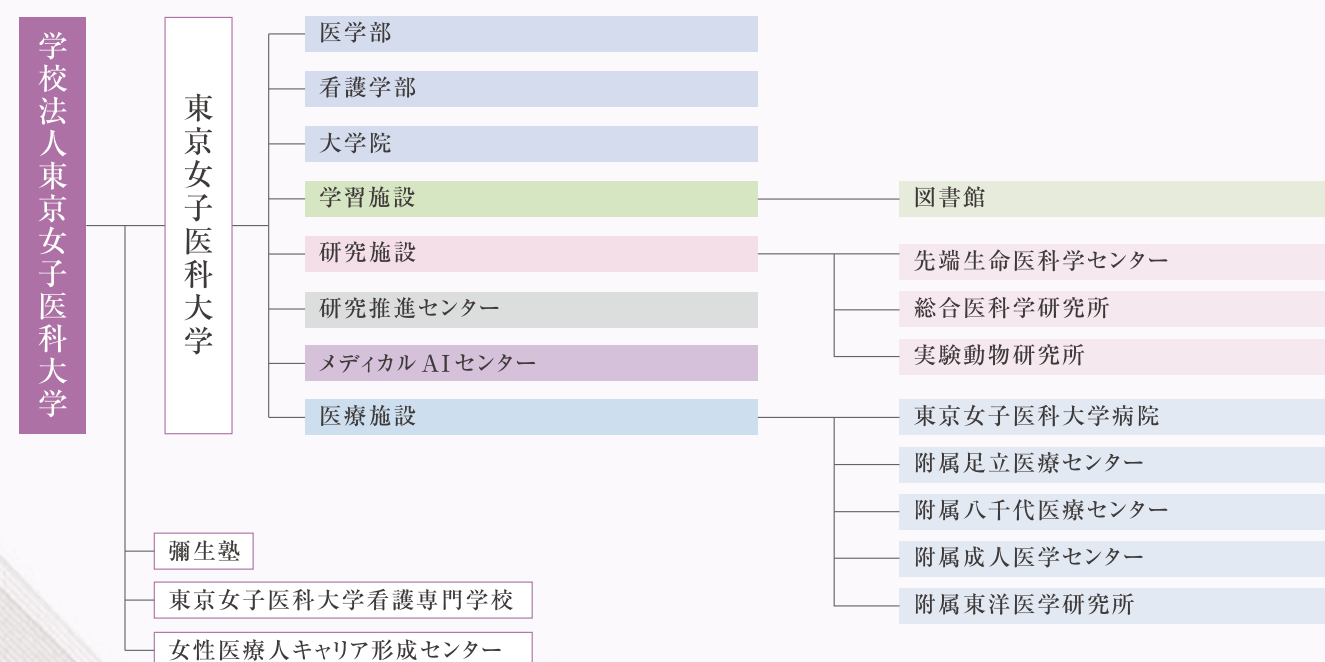 学校法人東京女子医科大学
東京女子医科大学
医学部
看護学部
大学院
学習施設
図書館
研究施設
先端生命医科学センター
総合医科学研究所
実験動物研究所
研究推進センター
メディカルAIセンター
医療施設
東京女子医科大学病院
附属足立医療センター
附属八千代医療センター
附属成人医学センター
附属東洋医学研究所
彌生塾
東京女子医科大学看護専門学校
女性医療人キャリア形成センター